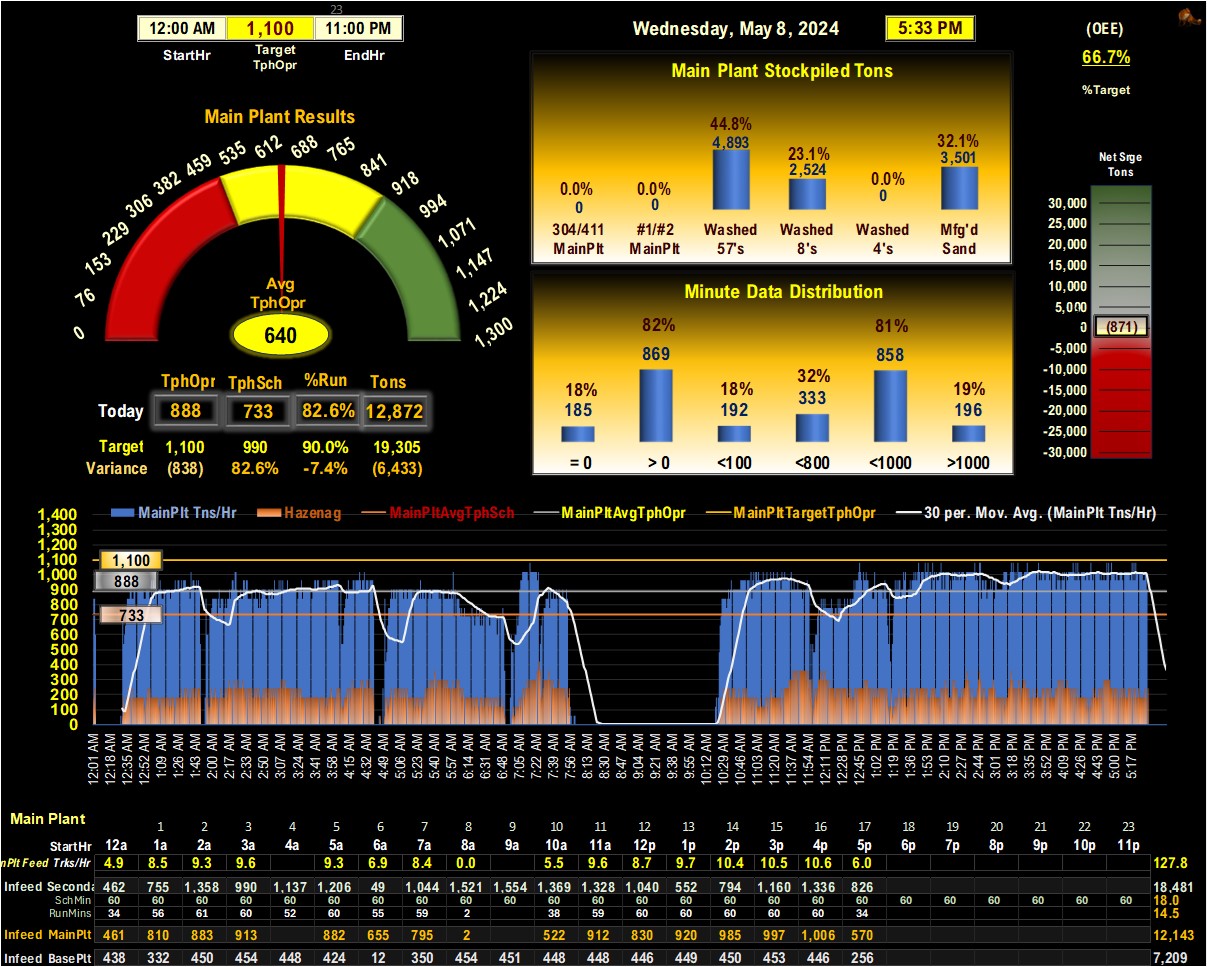 23
12:00 AM 1,100 11:00 PM
StartHr Target TphOpr EndHr
Wednesday, May 8, 2024 5:33 PM
(OEE)
66.7%
%Target
Main Plant Results
0 76 153 229 306 382 459 535 612 688 765 841 918 994 1,071 1,147 1,224 1,300
Avg
TphOpr
640
TphOpr TphSch %Run Tons
Today 888 733 82.6% 12,872
Target 1,100 990 90.0% 19,305
Variance (838) 82.6% -7.4% (6,433)
Main Plant Stockpiled Tons
0.0% 0.0% 44.8% 23.1% 0.0% 32.1%
0 0 4,893 2,524 0 3,501
304/411 #1/#2 Washed Washed Washed Mfg'd
MainPlt MainPlt 57's 8's 4's Sand
Minute Data Distribution
18% 82% 18% 32% 81% 19%
185 869 192 333 858 196
= 0 > 0 <100 <800 <1000 >1000
Net Srge
Tons
30,000
25,000
20,000
15,000
10,000
5,000
0 (871)
-5,000
-10,000
-15,000
-20,000
-25,000
-30,000
MainPlt Tns/Hr Hazenag MainPltAvgTphSch MainPltAvgTphOpr MainPltTargetTphOpr 30 per. Mov. Avg. (MainPlt Tns/Hr)
1,400
1,300
1,200
1,100
1,000
900
800
700
600
500
400
300
200
100
0
1,100
888
733
12:01 AM 12:18 AM 12:35 AM 12:52 AM 1:09 AM 1:26 AM 1:43 AM 2:00 AM 2:17 AM 2:33 AM 2:50 AM 3:07 AM 3:24 AM 3:41 AM 3:58 AM 4:15 AM 4:32 AM 4:49 AM 5:06 AM 5:23 AM 5:40 AM 5:57 AM 6:14 AM 6:31 AM 6:48 AM 7:05 AM 7:22 AM 7:39 AM 7:56 AM 8:13 AM 8:30 AM 8:47 AM 9:04 AM 9:21 AM 9:38 AM 9:55 AM 10:12 AM 10:29 AM 10:46 AM 11:03 AM 11:20 AM 11:37 AM 11:54 AM 12:11 PM 12:28 PM 12:45 PM 1:02 PM 1:19 PM 1:36 PM 1:53 PM 2:10 PM 2:27 PM 2:44 PM 3:01 PM 3:18 PM 3:35 PM 3:52 PM 4:09 PM 4:26 PM 4:43 PM 5:00 PM 5:17 PM
Main Plant
1 2 3 4 5 6 7 8 9 10 11 12 13 14 15 16 17 18 19 20 21 22 23
StartHr 12a 1a 2a 3a 4a 5a 6a 7a 8a 9a 10a 11a 12p 1p 2p 3p 4p 5p 6p 7p 8p 9p 10p 11p
nPlt Feed Trks/Hr 4.9 8.5 9.3 9.6 9.3 6.9 8.4 0.0 5.5 9.6 8.7 9.7 10.4 10.5 10.6 6.0 127.8
Infeed Seconda 462 755 1,358 990 1,137 1,206 49 1,044 1,521 1,554 1,369 1,328 1,040 552 794 1,160 1,336 826 18,481
SchMin 60 60 60 60 60 60 60 60 60 60 60 60 60 60 60 60 60 60 60 60 60 60 60 60 18.0
RunMins 34 56 61 60 52 60 55 59 2 38 59 60 60 60 60 60 34 14.5
Infeed MainPlt 461 810 883 913 882 655 795 2 522 912 830 920 985 997 1,006 570 12,143
Infeed BasePlt 438 332 450 454 448 424 12 350 454 451 448 448 446 449 450 453 446 256 7,209